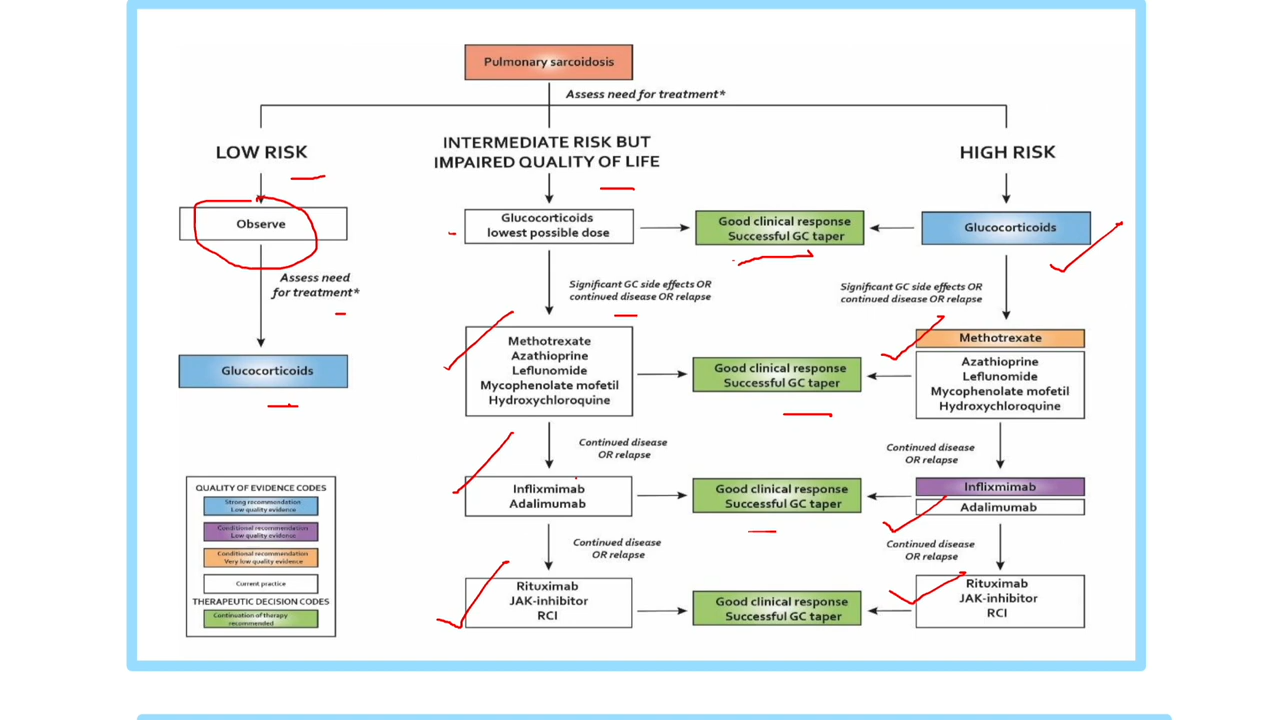 Pulmonary sarcoidosis
Assess need for treatment*
LOW RISK
INTERMEDIATE RISK BUT
IMPAIRED QUALITY OF LIFE
HIGH RISK
Observe
Glucocorticoids
lowest possible dose
Good clinical response
Successful GC taper
Glucocorticoids
Assess need
for treatment*
Significant GC side effects OR
continued disease OR relapse
Significant GC side effects OR
continued disease OR relapse
Glucocorticoids
Methotrexate
Azathioprine
Leflunomide
Mycophenolate mofetil
Hydroxychloroquine
Good clinical response
Successful GC taper
Methotrexate
Azathioprine
Leflunomide
Mycophenolate mofetil
Hydroxychloroquine
Continued disease
OR relapse
Continued disease
OR relapse
Inflixmimab
Adalimumab
Good clinical response
Successful GC taper
Inflixmimab
Adalimumab
Continued disease
OR relapse
Continued disease
OR relapse
Rituximab
JAK-inhibitor
RCI
Good clinical response
Successful GC taper
Rituximab
JAK-inhibitor
RCI
QUALITY OF EVIDENCE CODES
Strong recommendation
Low quality evidence
Conditional recommendation
Low quality evidence
Conditional recommendation
Very low quality evidence
Current practice
THERAPEUTIC DECISION CODES
Continuation of therapy
recommended